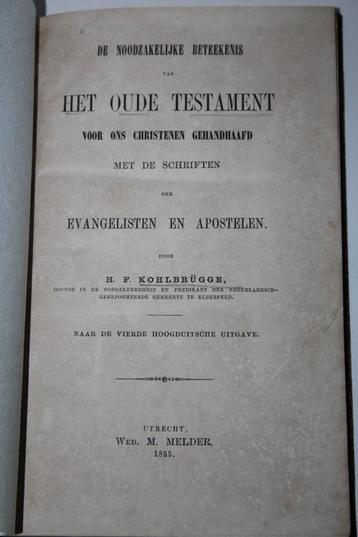 DE NOODZAKELIJKE BETEEKENIS
VAN
HET OUDE TESTAMENT
VOOR ONS CHRISTENEN GEHANDHAAFD
MET DE SCHRIFTEN
DER
EVANGELISTEN EN APOSTELEN.
DOOR
H. F. KOHLBRÜGGE,
DOCTOR IN DE GODGELEERDHEID EN PREDIKANT DER NEDERLANDSCH-
GEREFORMEERDE GEMEENTE TE ELBERFELD.
NAAR DE VIERDE HOOGDUITSCHE UITGAVE.
UTRECHT,
WED. M. MELDER.
1855.